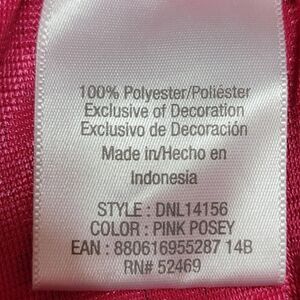 100% Polyester/Poliéster
Exclusive of Decoration
Exclusivo de Decoración
Made in/Hecho en
Indonesia
STYLE : DNL14156
COLOR : PINK POSEY
EAN : 880616955287 14B
RN# 52469